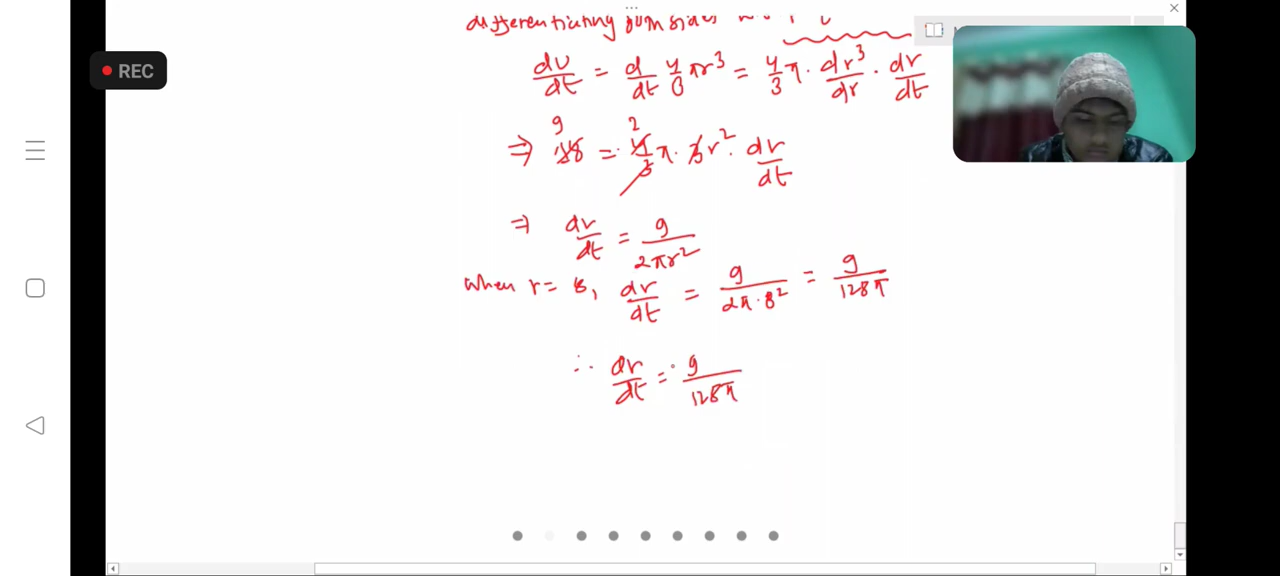 REC
differentiating both sides w.r. t
dv/dt = d/dt 4/3 πr³ = 4/3 π · dr³/dr · dr/dt
⇒ 9 18 = 2 4/3 π · 3r² · dr/dt
⇒ dr/dt = 9/2πr²
When r = 8, dr/dt = 9/2π·8² = 9/128π
∴ dr/dt = 9/128π